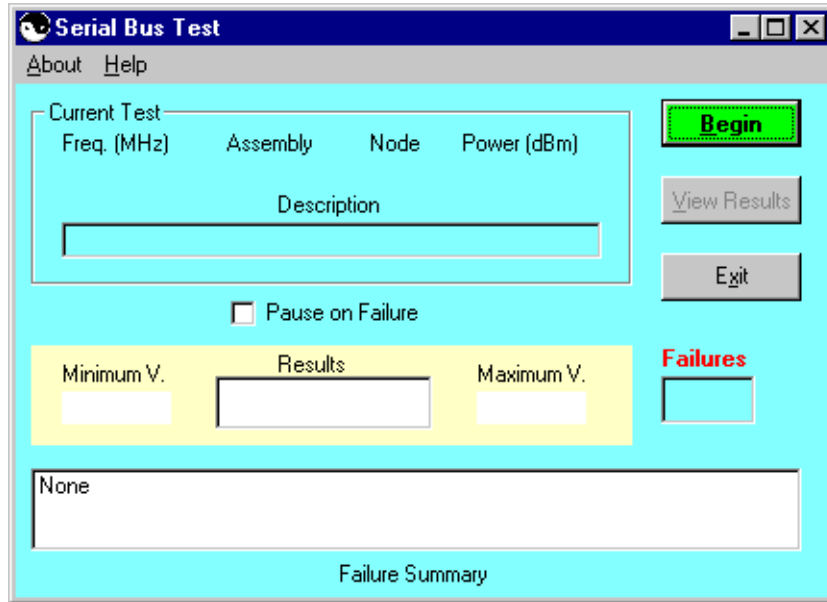 Serial Bus Test
About Help
Current Test
Freq. (MHz) Assembly Node Power (dBm)
Description
Begin
View Results
Exit
Pause on Failure
Minimum V. Results Maximum V.
Failures
None
Failure Summary